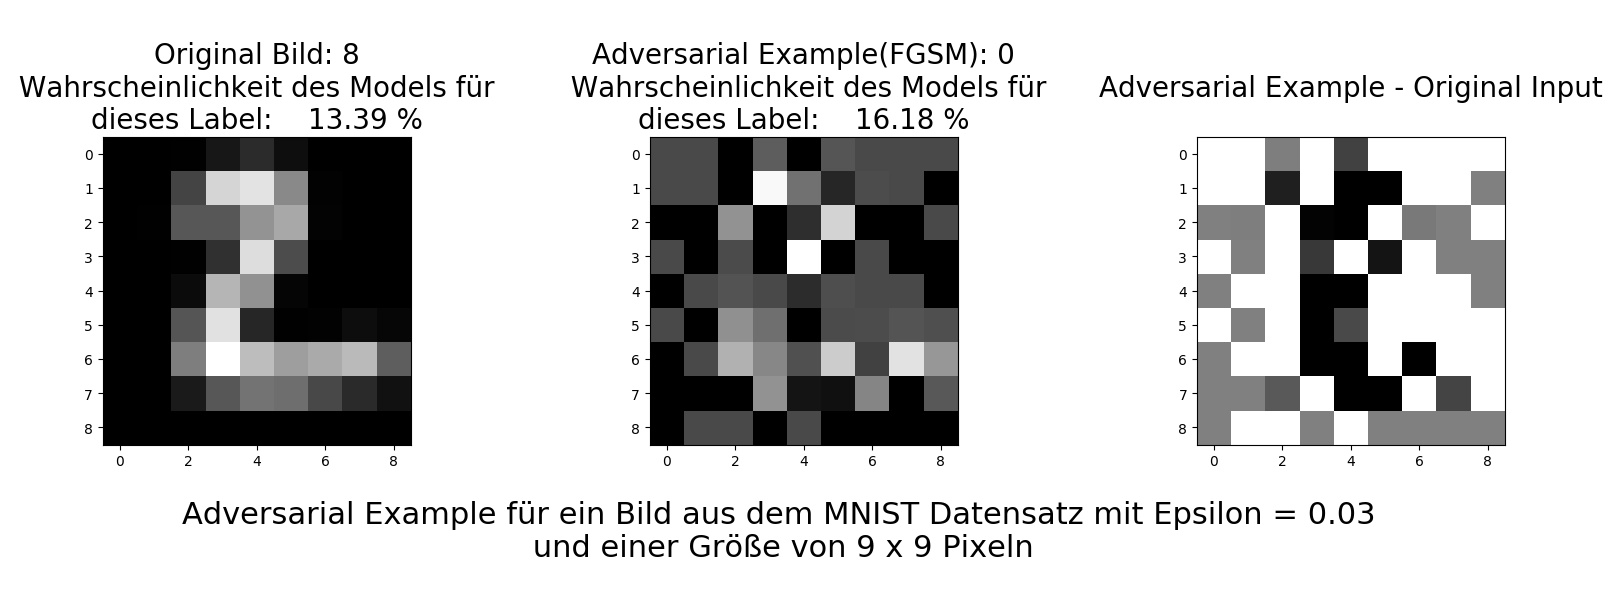 Original Bild: 8
Wahrscheinlichkeit des Models für
dieses Label:    13.39 %
Adversarial Example(FGSM): 0
Wahrscheinlichkeit des Models für
dieses Label:    16.18 %
Adversarial Example - Original Input
0
1
2
3
4
5
6
7
8
0 2 4 6 8
0
1
2
3
4
5
6
7
8
0 2 4 6 8
0
1
2
3
4
5
6
7
8
0 2 4 6 8
Adversarial Example für ein Bild aus dem MNIST Datensatz mit Epsilon = 0.03
und einer Größe von 9 x 9 Pixeln